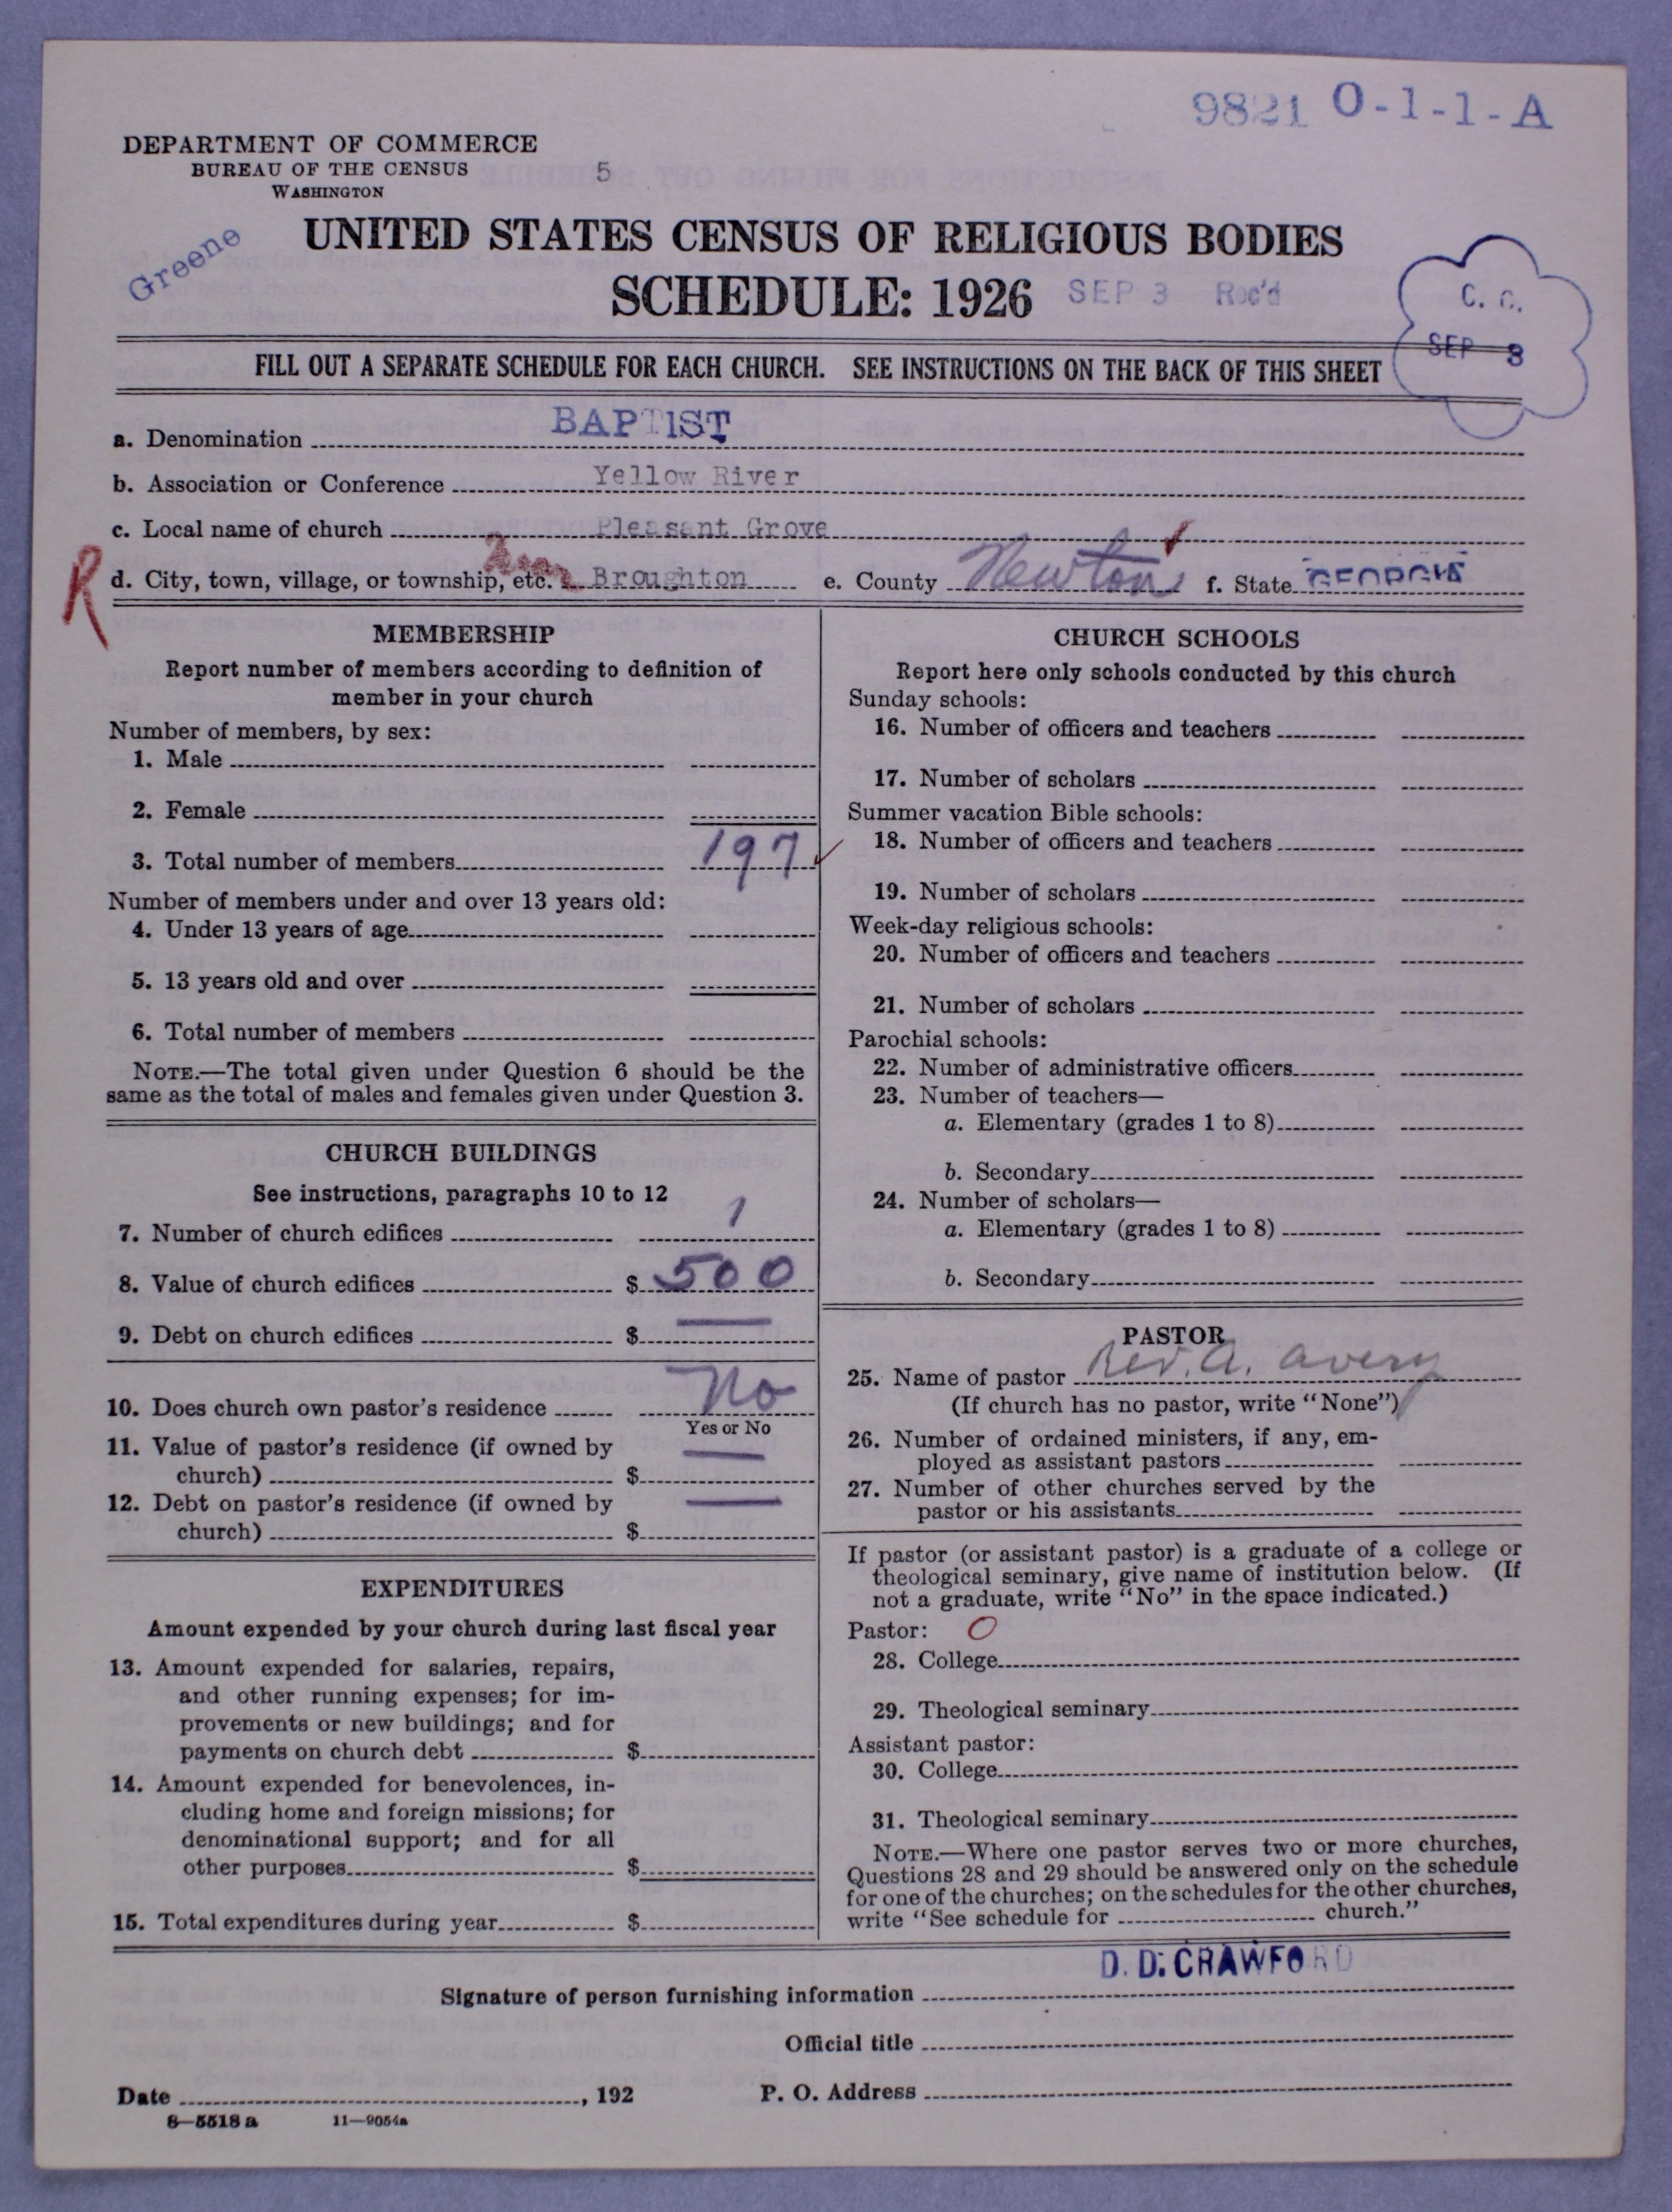 9821 O-1-1-A
DEPARTMENT OF COMMERCE
BUREAU OF THE CENSUS
WASHINGTON
5
Greene
UNITED STATES CENSUS OF RELIGIOUS BODIES
SCHEDULE: 1926
SEP 3 Rec'd
C. C.
SEP 3
FILL OUT A SEPARATE SCHEDULE FOR EACH CHURCH. SEE INSTRUCTIONS ON THE BACK OF THIS SHEET
a. Denomination BAPTIST
b. Association or Conference Yellow River
c. Local name of church Pleasant Grove
R d. City, town, village, or township, etc. near Broughton e. County Newton f. State GEORGIA
MEMBERSHIP
Report number of members according to definition of
member in your church
Number of members, by sex:
1. Male
2. Female
3. Total number of members 197
Number of members under and over 13 years old:
4. Under 13 years of age
5. 13 years old and over
6. Total number of members
NOTE.—The total given under Question 6 should be the
same as the total of males and females given under Question 3.
CHURCH BUILDINGS
See instructions, paragraphs 10 to 12
7. Number of church edifices 1
8. Value of church edifices $ 500
9. Debt on church edifices $ —
10. Does church own pastor's residence No
Yes or No
11. Value of pastor's residence (if owned by
church) $ —
12. Debt on pastor's residence (if owned by
church) $ —
EXPENDITURES
Amount expended by your church during last fiscal year
13. Amount expended for salaries, repairs,
and other running expenses; for im-
provements or new buildings; and for
payments on church debt $
14. Amount expended for benevolences, in-
cluding home and foreign missions; for
denominational support; and for all
other purposes $
15. Total expenditures during year $
CHURCH SCHOOLS
Report here only schools conducted by this church
Sunday schools:
16. Number of officers and teachers
17. Number of scholars
Summer vacation Bible schools:
18. Number of officers and teachers
19. Number of scholars
Week-day religious schools:
20. Number of officers and teachers
21. Number of scholars
Parochial schools:
22. Number of administrative officers
23. Number of teachers—
a. Elementary (grades 1 to 8)
b. Secondary
24. Number of scholars—
a. Elementary (grades 1 to 8)
b. Secondary
PASTOR
25. Name of pastor Rev. A. Avery
(If church has no pastor, write "None")
26. Number of ordained ministers, if any, em-
ployed as assistant pastors
27. Number of other churches served by the
pastor or his assistants
If pastor (or assistant pastor) is a graduate of a college or
theological seminary, give name of institution below. (If
not a graduate, write "No" in the space indicated.)
Pastor: O
28. College
29. Theological seminary
Assistant pastor:
30. College
31. Theological seminary
NOTE.—Where one pastor serves two or more churches,
Questions 28 and 29 should be answered only on the schedule
for one of the churches; on the schedules for the other churches,
write "See schedule for church."
D. D. CRAWFORD
Signature of person furnishing information
Official title
Date , 192 P. O. Address
8—5518 a 11—9054a